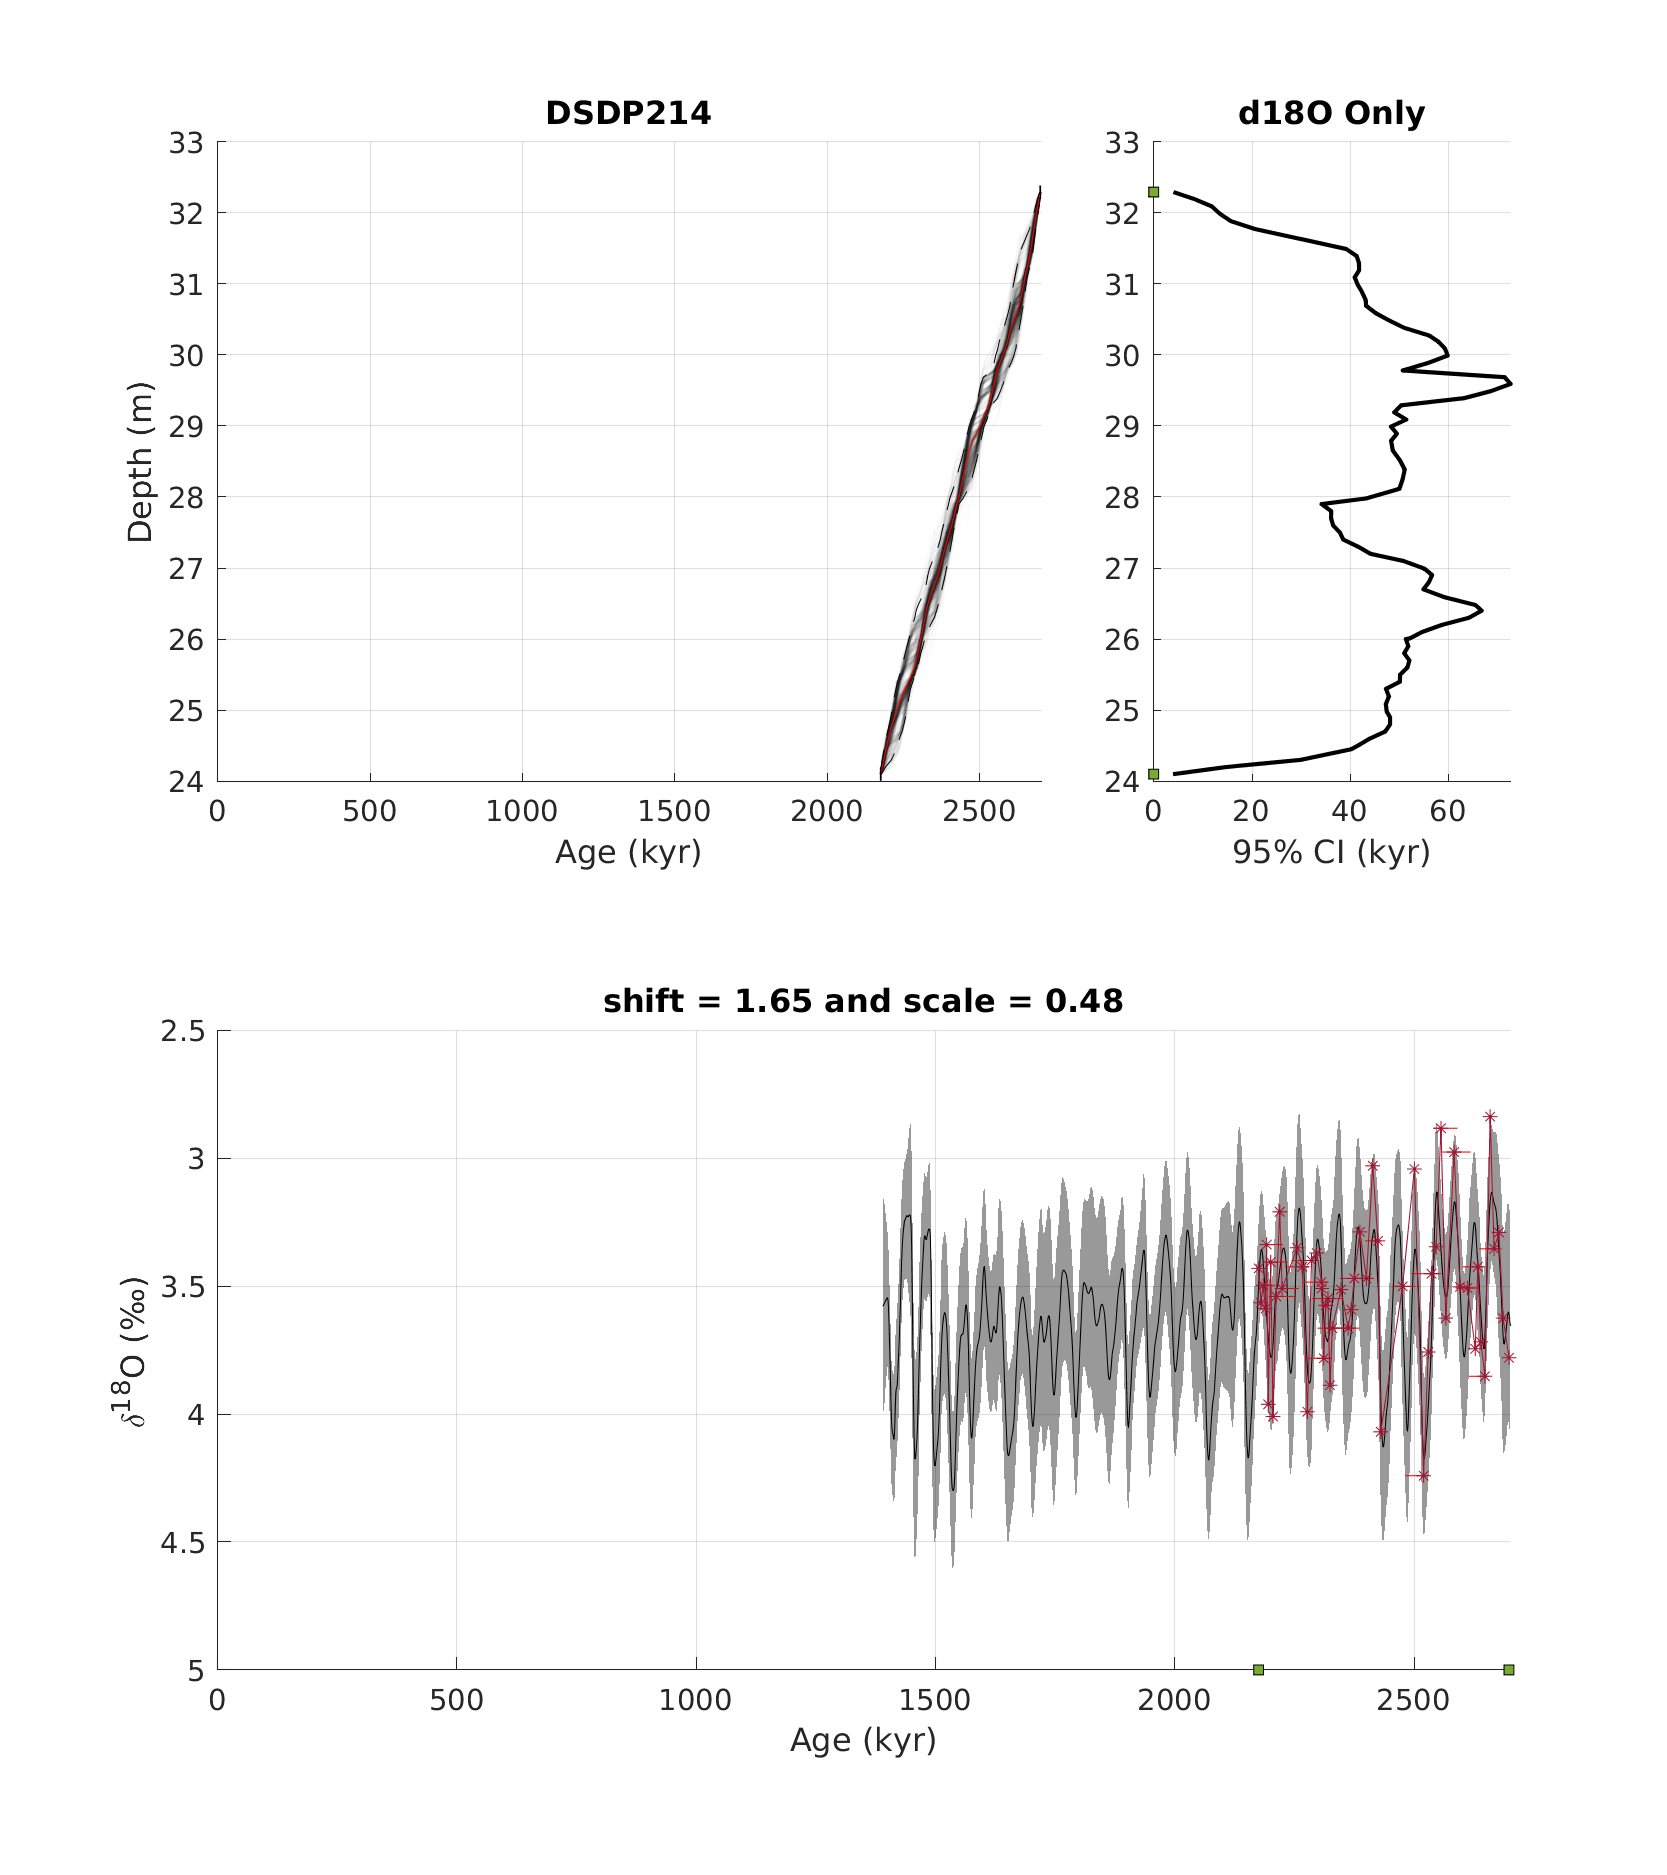 DSDP214
33
32
31
30
29
28
27
26
25
24
Depth (m)
0 500 1000 1500 2000 2500
Age (kyr)
d18O Only
33
32
31
30
29
28
27
26
25
24
0 20 40 60
95% CI (kyr)
shift = 1.65 and scale = 0.48
2.5
3
3.5
4
4.5
5
δ18O (‰)
0 500 1000 1500 2000 2500
Age (kyr)